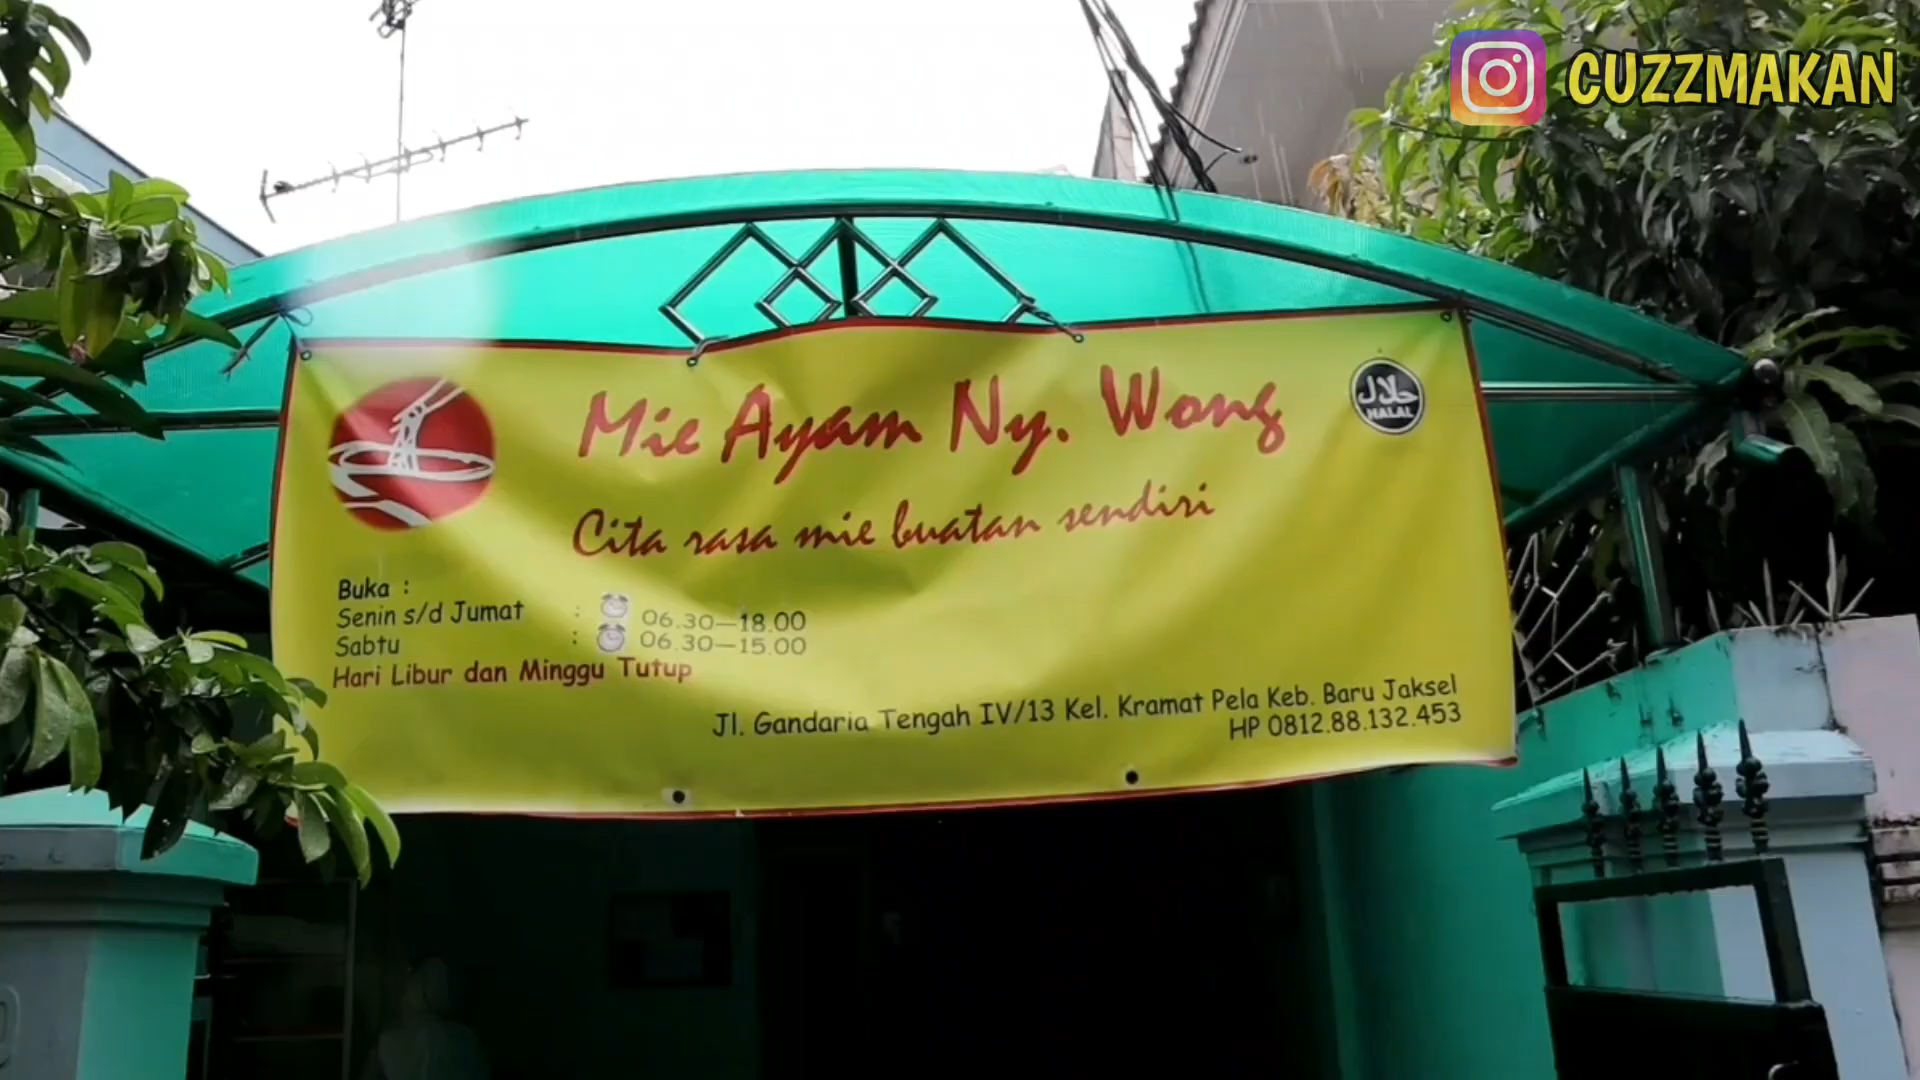 CUZZMAKAN
Mie Ayam Ny. Wong
حلال
HALAL
Cita rasa mie buatan sendiri
Buka :
Senin s/d Jumat : 06.30—18.00
Sabtu : 06.30—15.00
Hari Libur dan Minggu Tutup
Jl. Gandaria Tengah IV/13 Kel. Kramat Pela Keb. Baru Jaksel
HP 0812.88.132.453